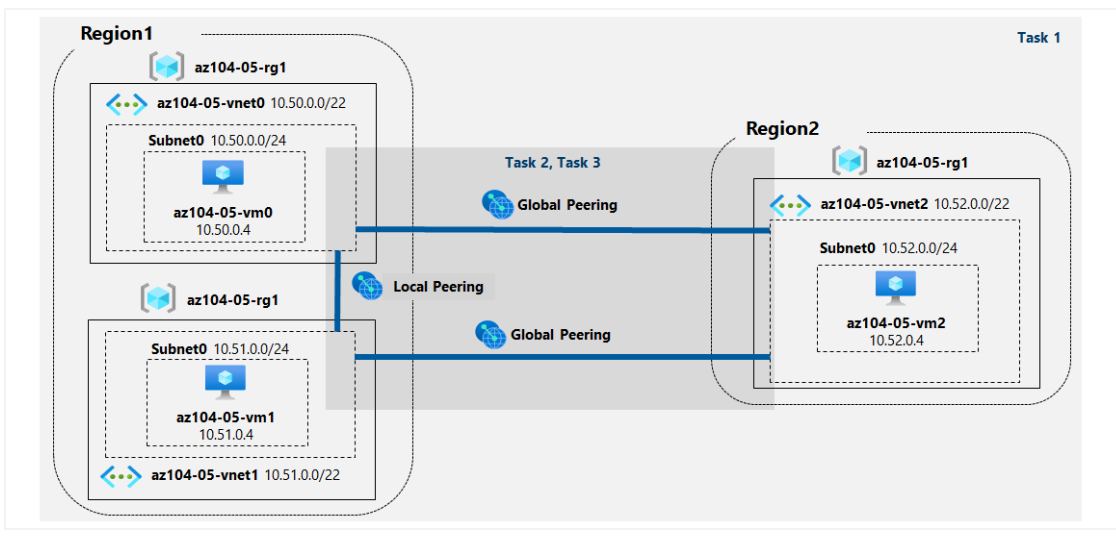 Region1
Task 1
az104-05-rg1
az104-05-vnet0 10.50.0.0/22
Subnet0 10.50.0.0/24
az104-05-vm0
10.50.0.4
Task 2, Task 3
Global Peering
Local Peering
Global Peering
az104-05-rg1
Subnet0 10.51.0.0/24
az104-05-vm1
10.51.0.4
az104-05-vnet1 10.51.0.0/22
Region2
az104-05-rg1
az104-05-vnet2 10.52.0.0/22
Subnet0 10.52.0.0/24
az104-05-vm2
10.52.0.4